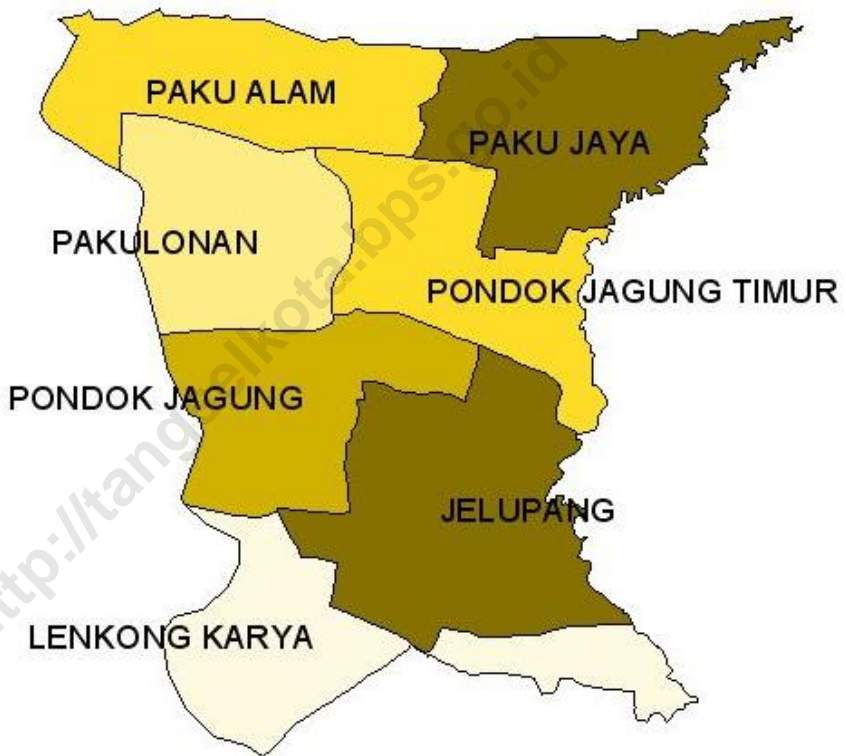 PAKU ALAM
PAKU JAYA
PAKULONAN
PONDOK JAGUNG TIMUR
PONDOK JAGUNG
JELUPANG
LENKONG KARYA
http://tangselkota.bps.go.id